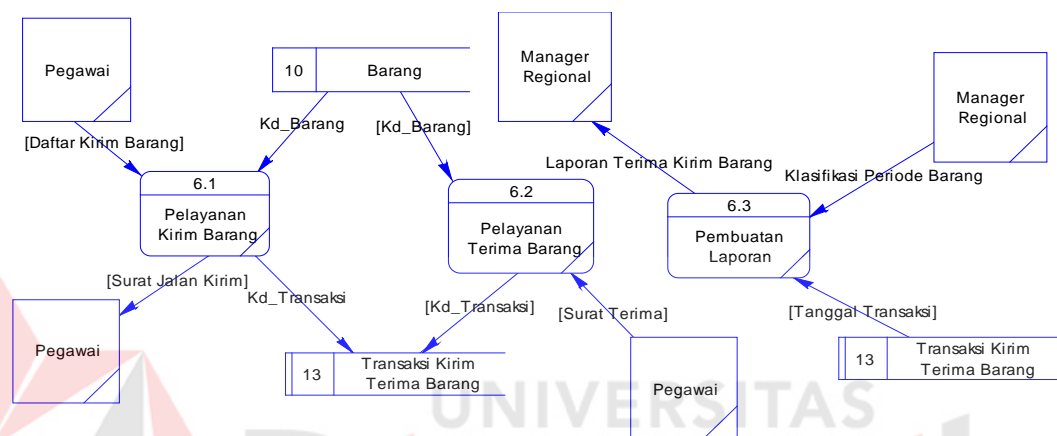 Pegawai
10
Barang
Manager
Regional
Manager
Regional
[Daftar Kirim Barang]
Kd_Barang
[Kd_Barang]
Laporan Terima Kirim Barang
Klasifikasi Periode Barang
6.1
Pelayanan
Kirim Barang
6.2
Pelayanan
Terima Barang
6.3
Pembuatan
Laporan
[Surat Jalan Kirim]
Kd_Transaksi
[Kd_Transaksi]
[Surat Terima]
[Tanggal Transaksi]
Pegawai
13
Transaksi Kirim
Terima Barang
Pegawai
13
Transaksi Kirim
Terima Barang
UNIVERSITAS